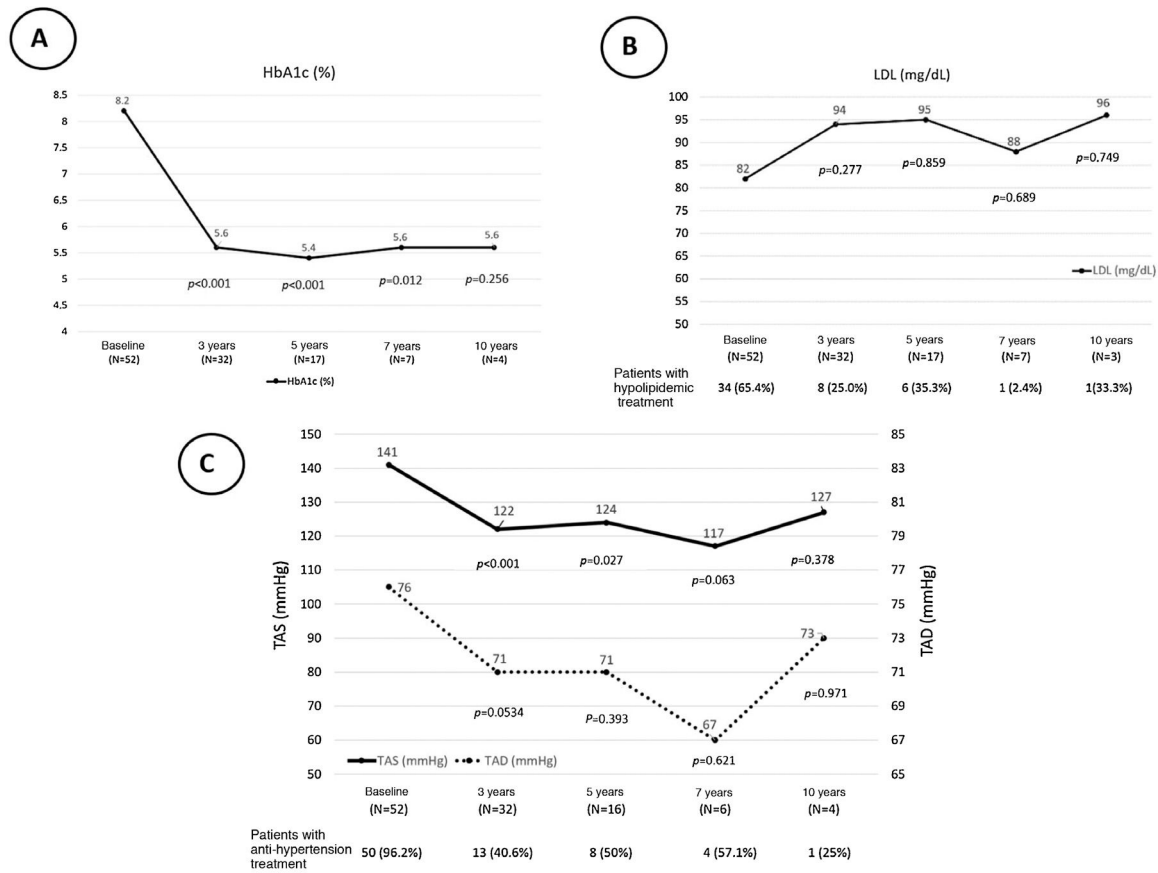 A
HbA1c (%)
8.5
8
7.5
7
6.5
6
5.5
5
4.5
4
8.2
5.6
5.4
5.6
5.6
p<0.001
p<0.001
p=0.012
p=0.256
Baseline 3 years 5 years 7 years 10 years
(N=52) (N=32) (N=17) (N=7) (N=4)
HbA1c (%)
B
LDL (mg/dL)
100
95
90
85
80
75
70
65
60
55
50
82
94
95
88
96
p=0.277
p=0.859
p=0.689
p=0.749
LDL (mg/dL)
Baseline 3 years 5 years 7 years 10 years
(N=52) (N=32) (N=17) (N=7) (N=3)
Patients with
hypolipidemic
treatment
34 (65.4%) 8 (25.0%) 6 (35.3%) 1 (2.4%) 1(33.3%)
C
TAS (mmHg)
150
140
130
120
110
100
90
80
70
60
50
141
122
124
117
127
p<0.001
p=0.027
p=0.063
p=0.378
76
71
71
67
73
p=0.0534
P=0.393
p=0.621
p=0.971
TAS (mmHg) TAD (mmHg)
85
83
81
79
77
75
73
71
69
67
65
TAD (mmHg)
Baseline 3 years 5 years 7 years 10 years
(N=52) (N=32) (N=16) (N=6) (N=4)
Patients with
anti-hypertension
treatment
50 (96.2%) 13 (40.6%) 8 (50%) 4 (57.1%) 1 (25%)